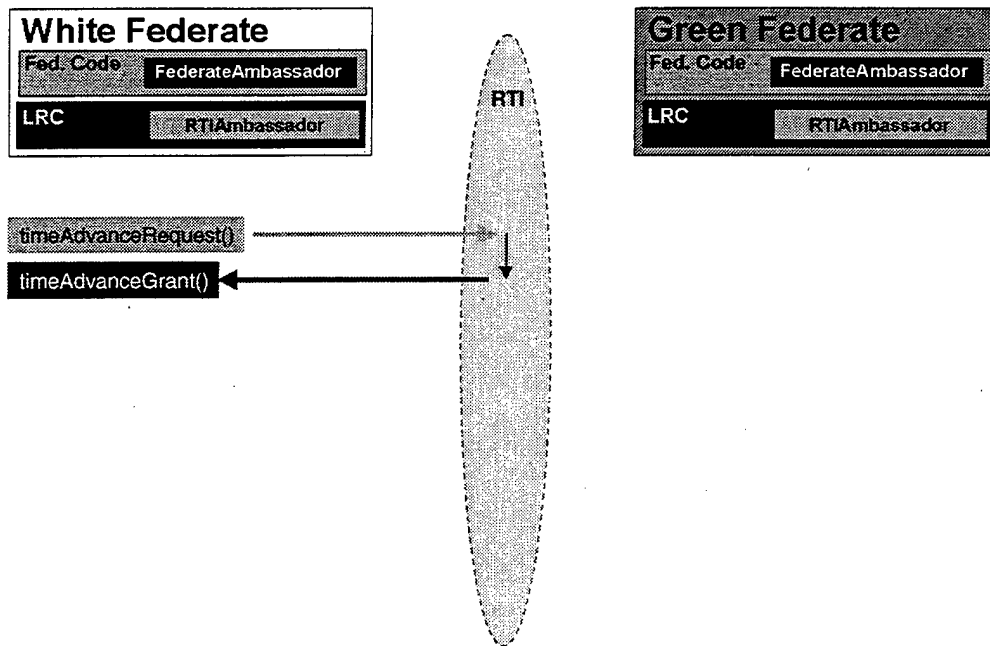 White Federate
Fed. Code
FederateAmbassador
LRC
RTIAmbassador
RTI
Green Federate
Fed. Code
FederateAmbassador
LRC
RTIAmbassador
timeAdvanceRequest()
timeAdvanceGrant()